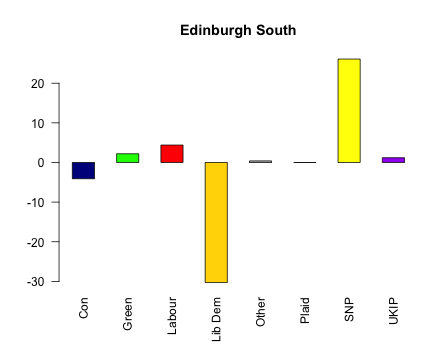 Edinburgh South
20
10
0
-10
-20
-30
Con
Green
Labour
Lib Dem
Other
Plaid
SNP
UKIP